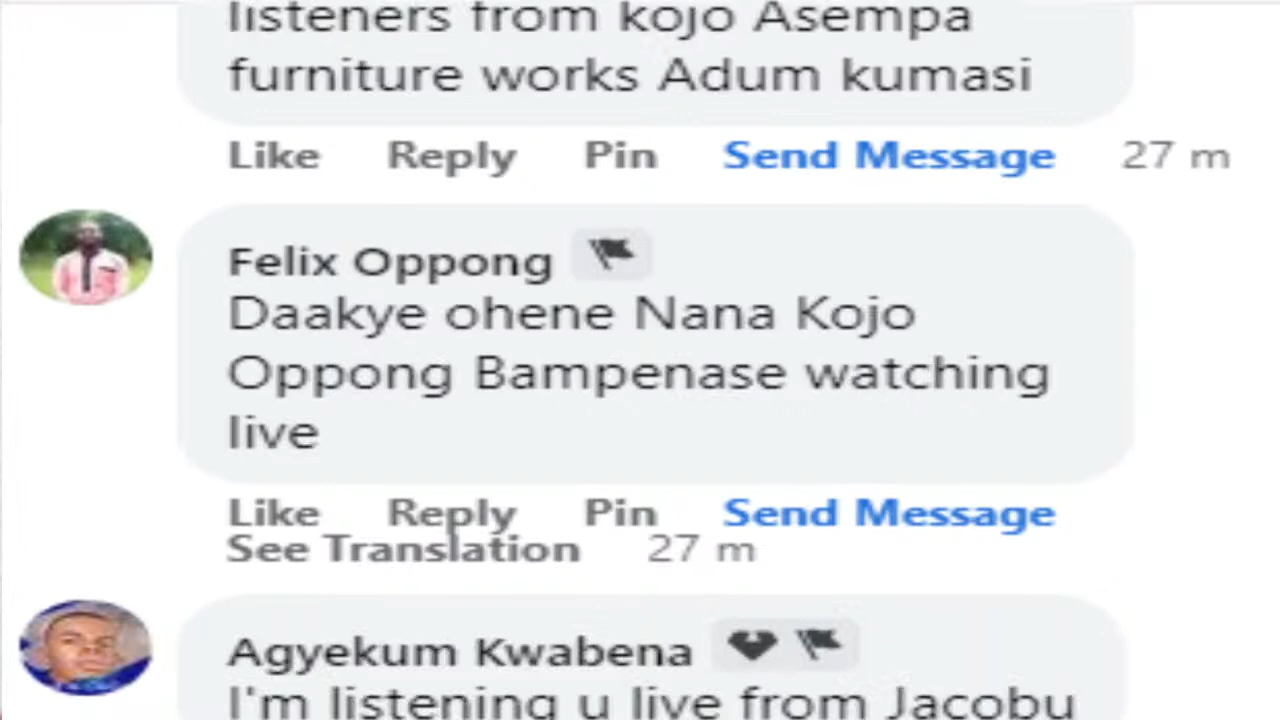 listeners from kojo Asempa
furniture works Adum kumasi
Like Reply Pin Send Message 27 m
Felix Oppong
Daakye ohene Nana Kojo
Oppong Bampenase watching
live
Like Reply Pin Send Message
See Translation 27 m
Agyekum Kwabena
I'm listening u live from Jacobu